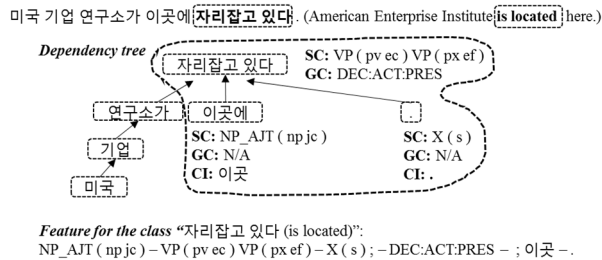 미국 기업 연구소가 이곳에 자리잡고 있다 . (American Enterprise Institute is located here.)
Dependency tree
자리잡고 있다
SC: VP ( pv ec ) VP ( px ef )
GC: DEC:ACT:PRES
연구소가
이곳에
.
SC: NP_AJT ( np jc )
GC: N/A
CI: 이곳
SC: X ( s )
GC: N/A
CI: .
기업
미국
Feature for the class “자리잡고 있다 (is located)”:
NP_AJT ( np jc ) – VP ( pv ec ) VP ( px ef ) – X ( s ) ; – DEC:ACT:PRES – ; 이곳 – .